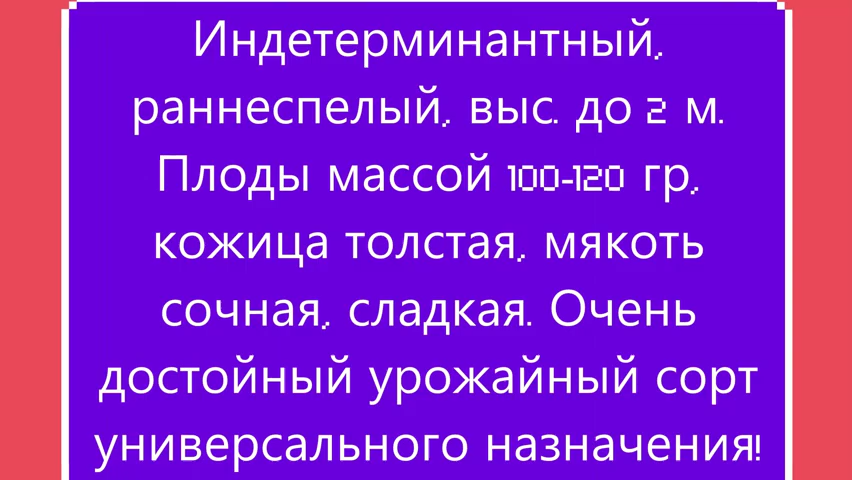 Индетерминантный,
раннеспелый, выс. до 2 м.
Плоды массой 100-120 гр,
кожица толстая, мякоть
сочная, сладкая. Очень
достойный урожайный сорт
универсального назначения!